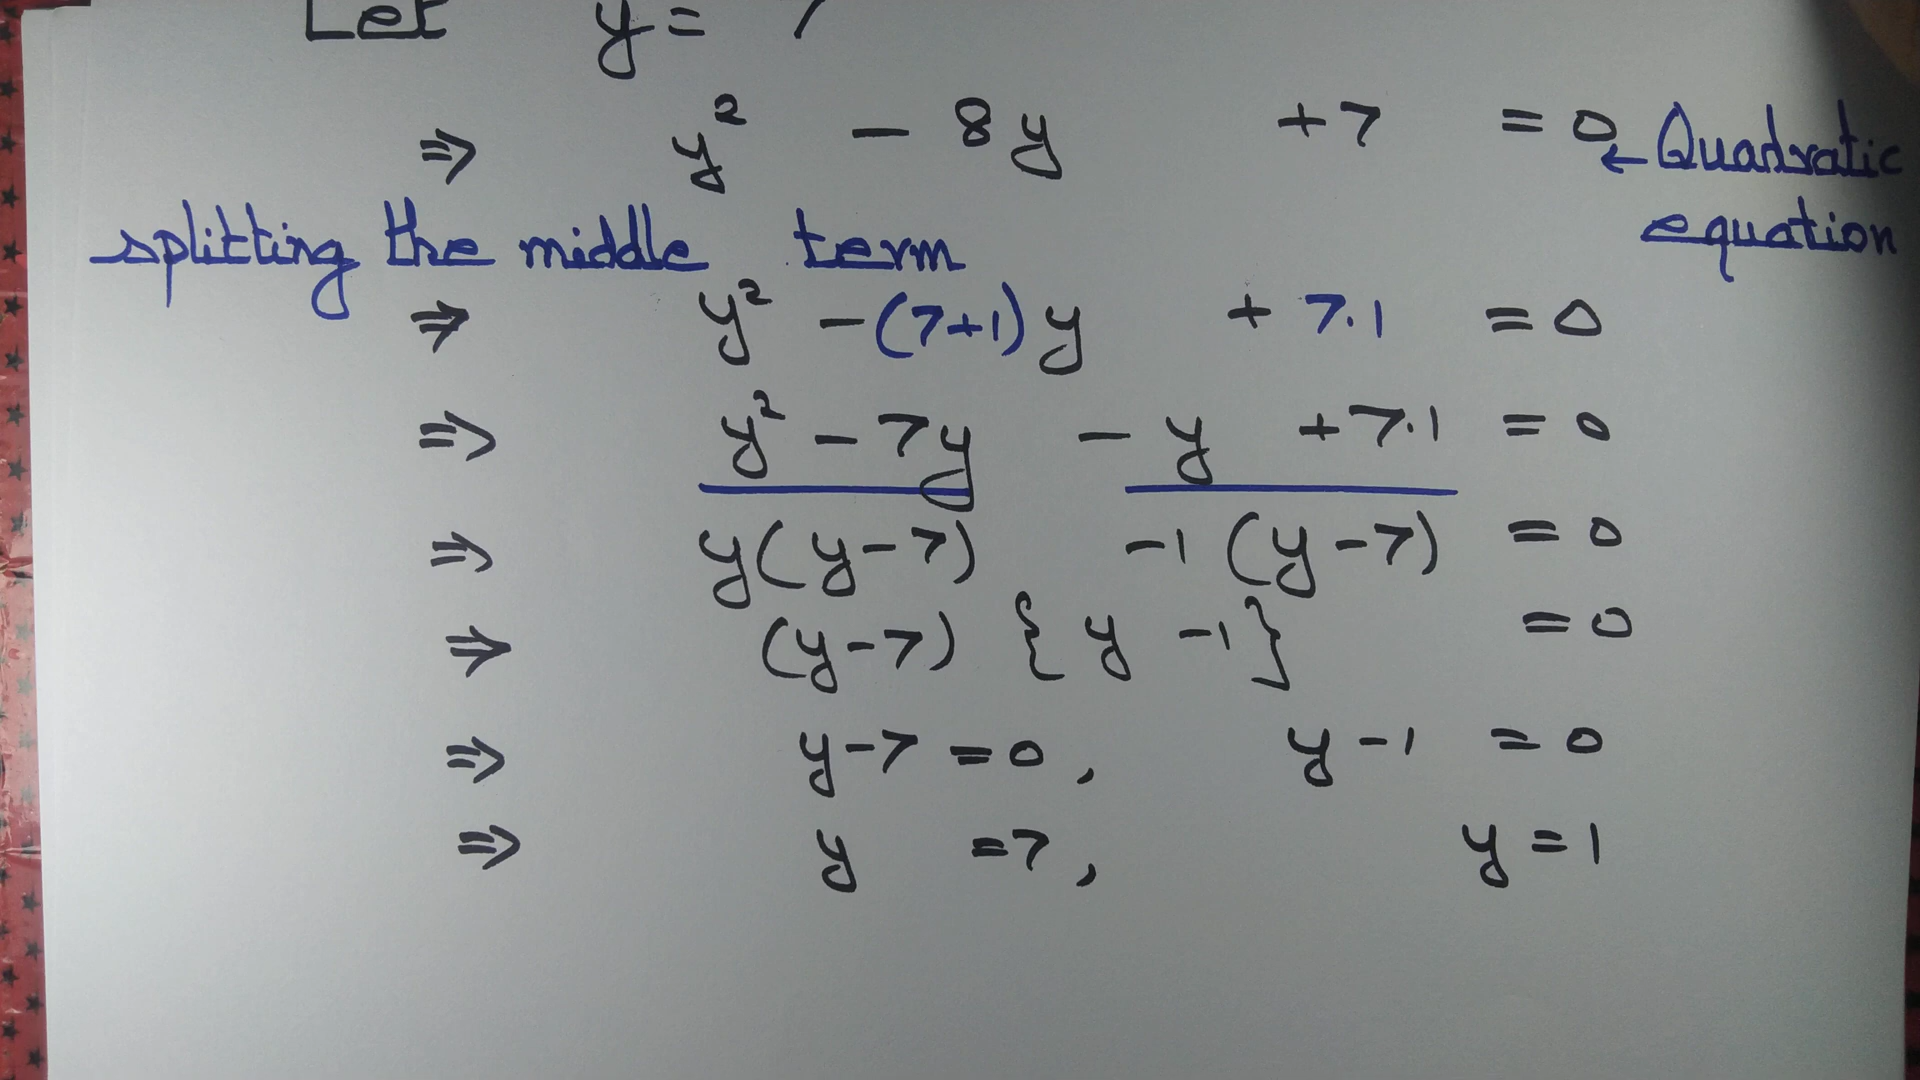 Let y =
⇒ y² - 8y +7 = 0 ← Quadratic equation
splitting the middle term
⇒ y² -(7+1)y + 7.1 = 0
⇒ y² - 7y - y +7.1 = 0
⇒ y(y-7) -1(y-7) = 0
⇒ (y-7) {y -1} = 0
⇒ y-7 = 0, y-1 = 0
⇒ y =7, y = 1